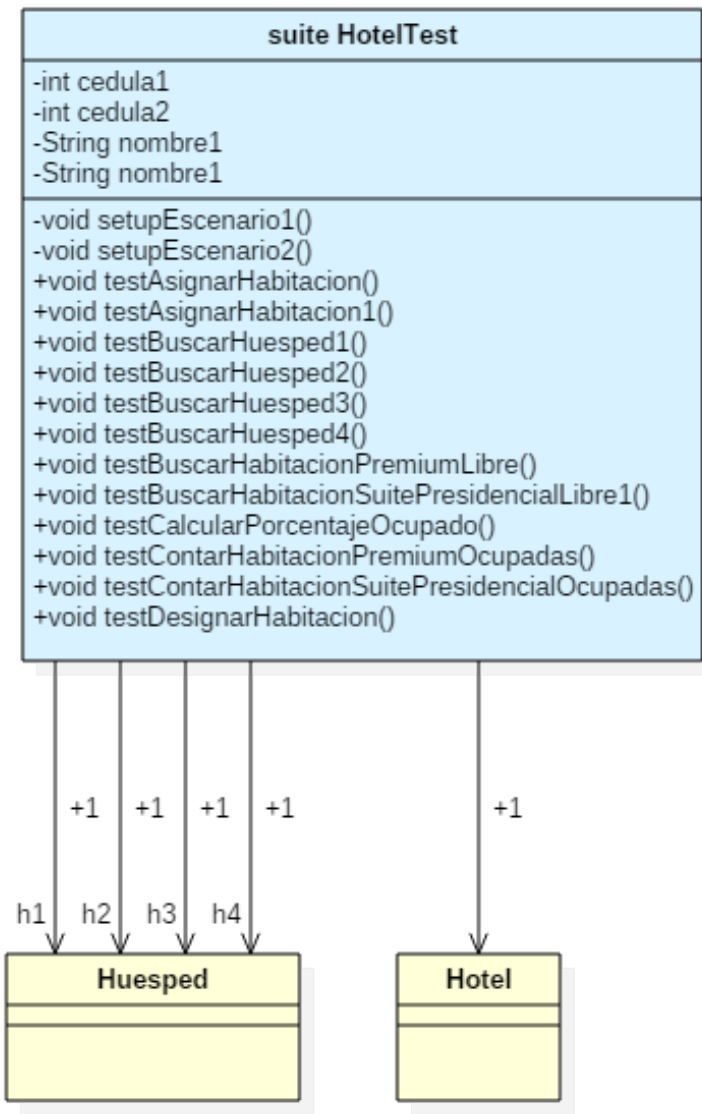 suite HotelTest
-int cedula1
-int cedula2
-String nombre1
-String nombre1
-void setupEscenario1()
-void setupEscenario2()
+void testAsignarHabitacion()
+void testAsignarHabitacion1()
+void testBuscarHuesped1()
+void testBuscarHuesped2()
+void testBuscarHuesped3()
+void testBuscarHuesped4()
+void testBuscarHabitacionPremiumLibre()
+void testBuscarHabitacionSuitePresidencialLibre1()
+void testCalcularPorcentajeOcupado()
+void testContarHabitacionPremiumOcupadas()
+void testContarHabitacionSuitePresidencialOcupadas()
+void testDesignarHabitacion()
+1 +1 +1 +1 +1
h1 h2 h3 h4
Huesped Hotel